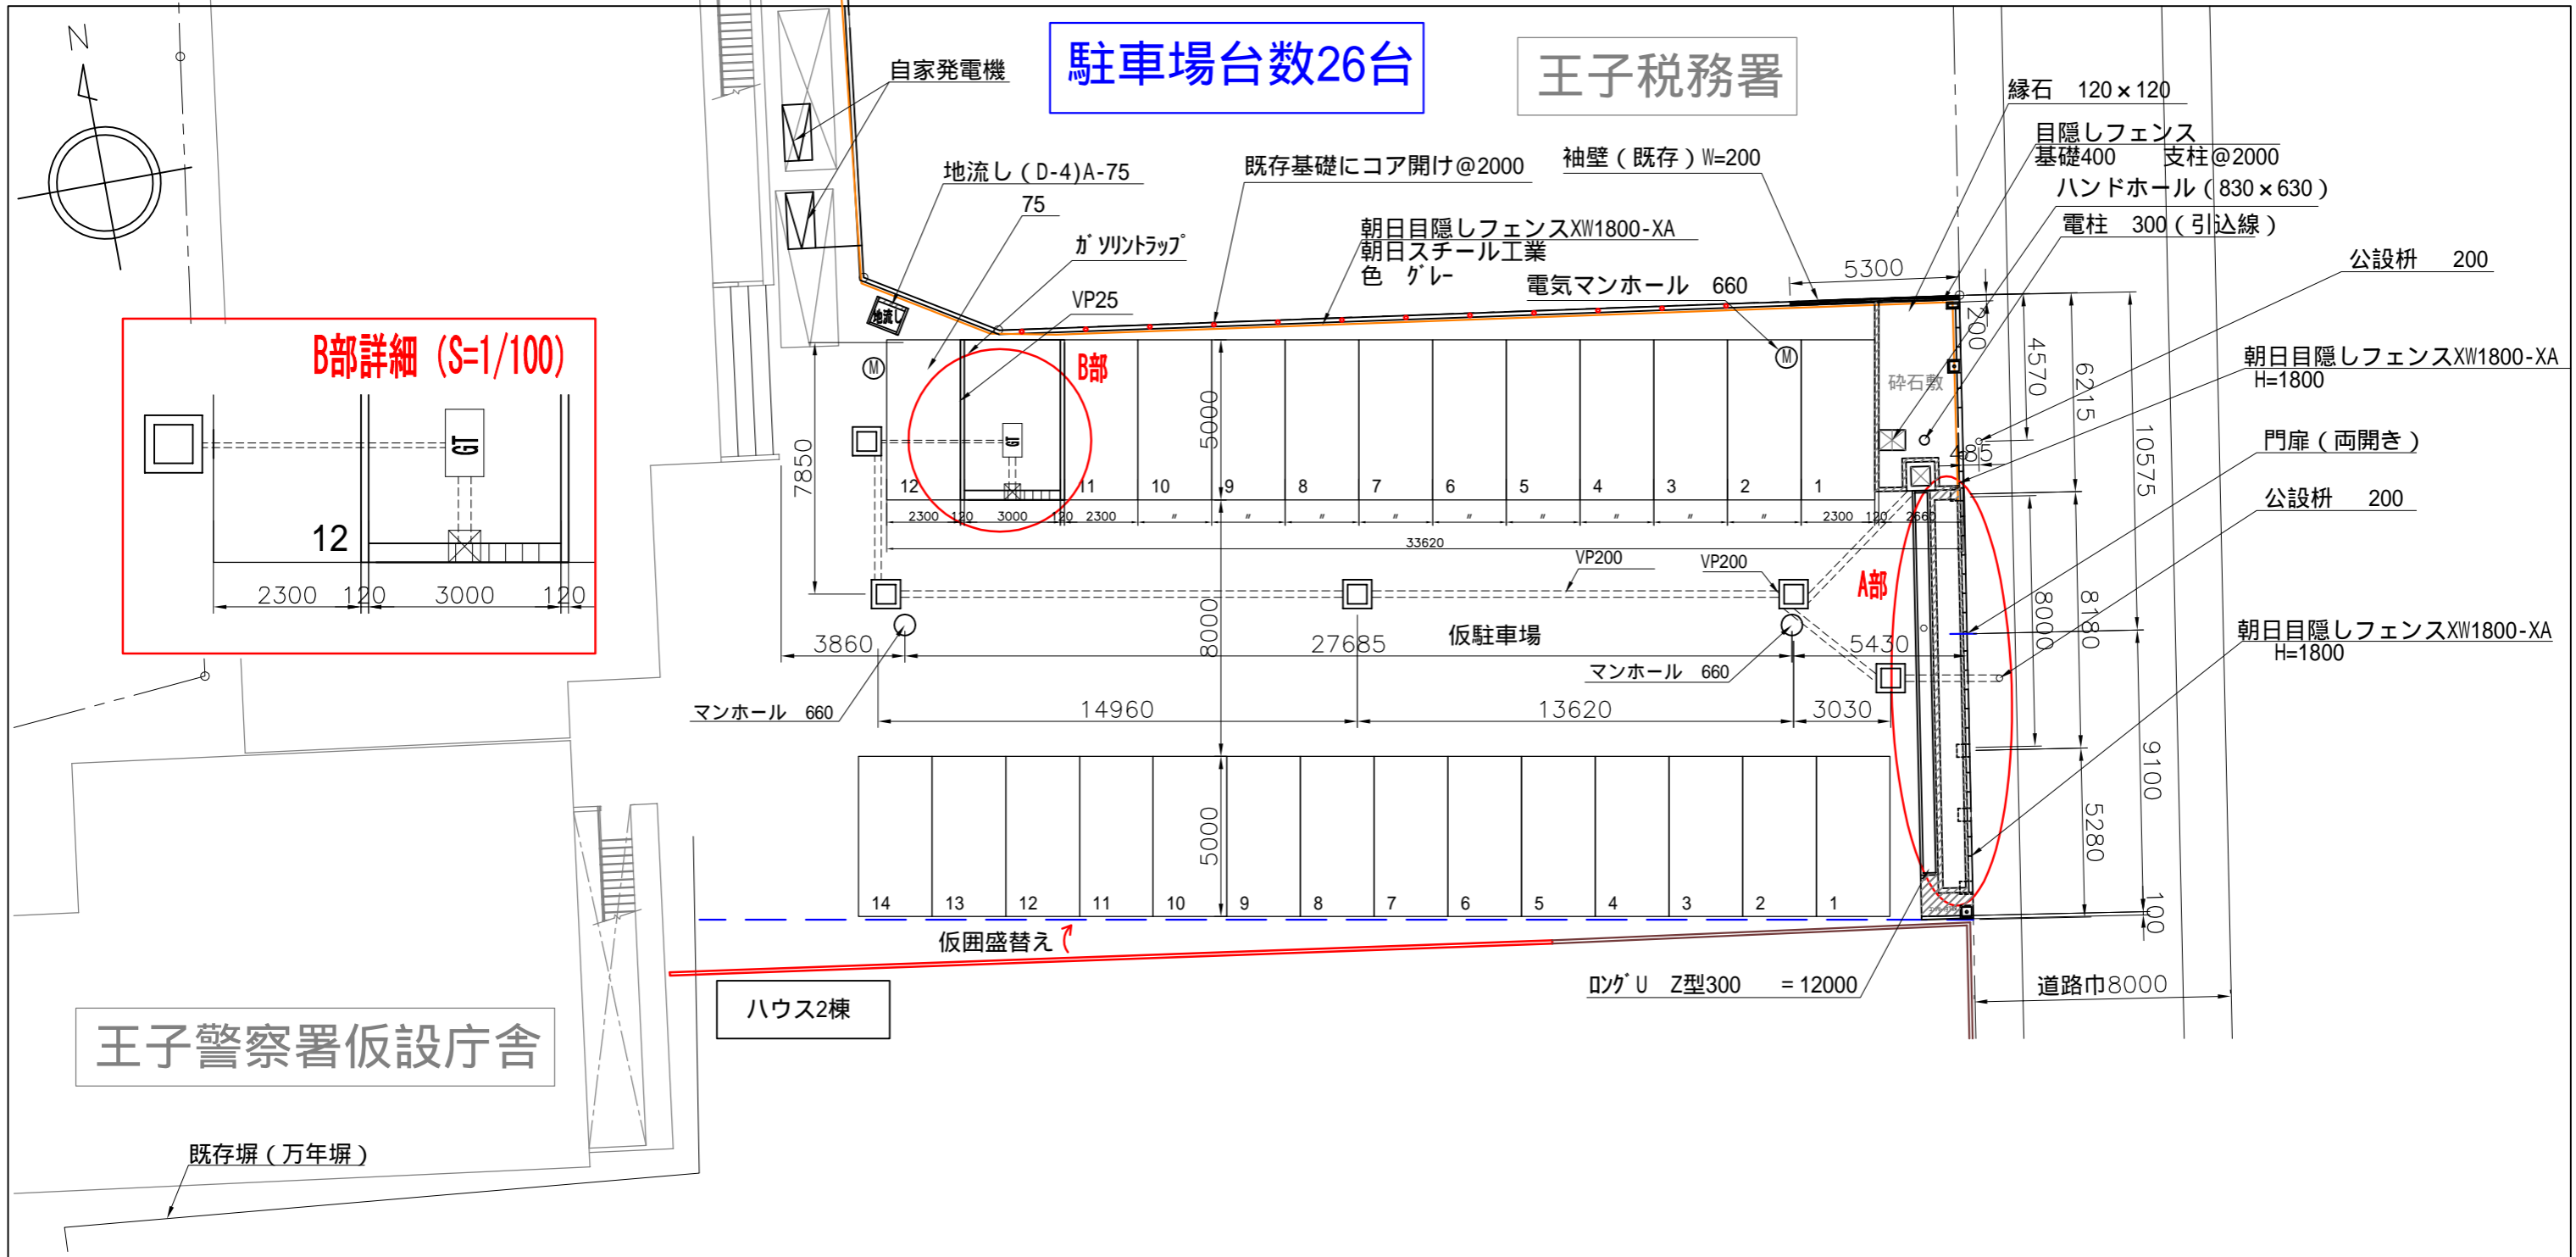 N
駐車場台数26台
王子税務署
自家発電機
縁石 120×120
目隠しフェンス
基礎400 支柱@2000
ハンドホール(830×630)
電柱 300(引込線)
公設枡 200
地流し(D-4)A-75
75
ガソリントラップ
VP25
既存基礎にコア開け@2000
袖壁(既存)W=200
朝日目隠しフェンスXW1800-XA
朝日スチール工業
色 グレー
電気マンホール 660
5300
200
4570
6215
10575
485
朝日目隠しフェンスXW1800-XA
H=1800
門扉(両開き)
公設枡 200
朝日目隠しフェンスXW1800-XA
H=1800
B部詳細(S=1/100)
GT
12
2300 120 3000 120
地流し
M
M
B部
GT
砕石敷
7850
5000
12 11 10 9 8 7 6 5 4 3 2 1
2300 120 3000 120 2300 〃 〃 〃 〃 〃 〃 〃 〃 〃 2300 120 2660
33620
VP200
VP200
A部
8000
8000
8180
9100
5280
100
3860
27685
仮駐車場
5430
マンホール 660
マンホール 660
14960
13620
3030
5000
14 13 12 11 10 9 8 7 6 5 4 3 2 1
仮囲盛替え
ハウス2棟
ロングU Z型300 =12000
道路巾8000
王子警察署仮設庁舎
既存塀(万年塀)